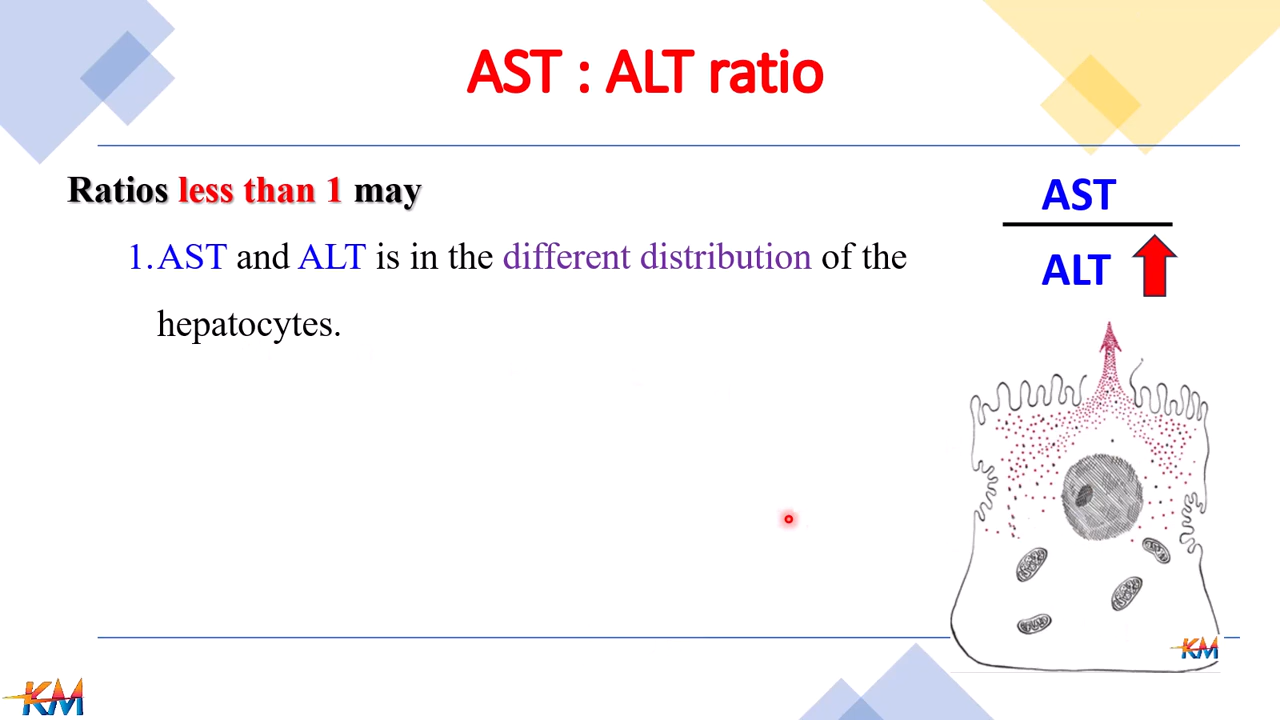 AST : ALT ratio
Ratios less than 1 may
1.AST and ALT is in the different distribution of the
hepatocytes.
AST
ALT
KM
KM